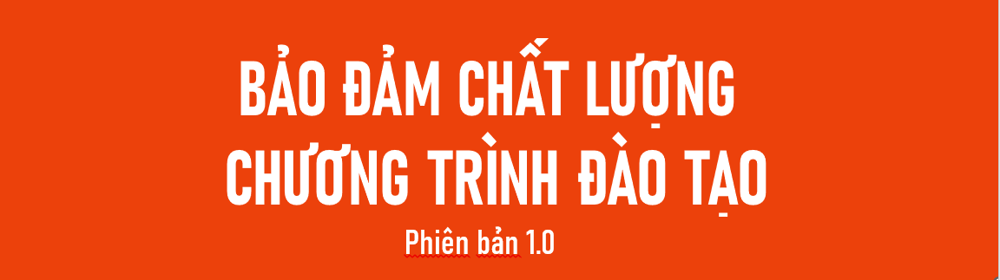 BẢO ĐẢM CHẤT LƯỢNG
CHƯƠNG TRÌNH ĐÀO TẠO
Phiên bản 1.0